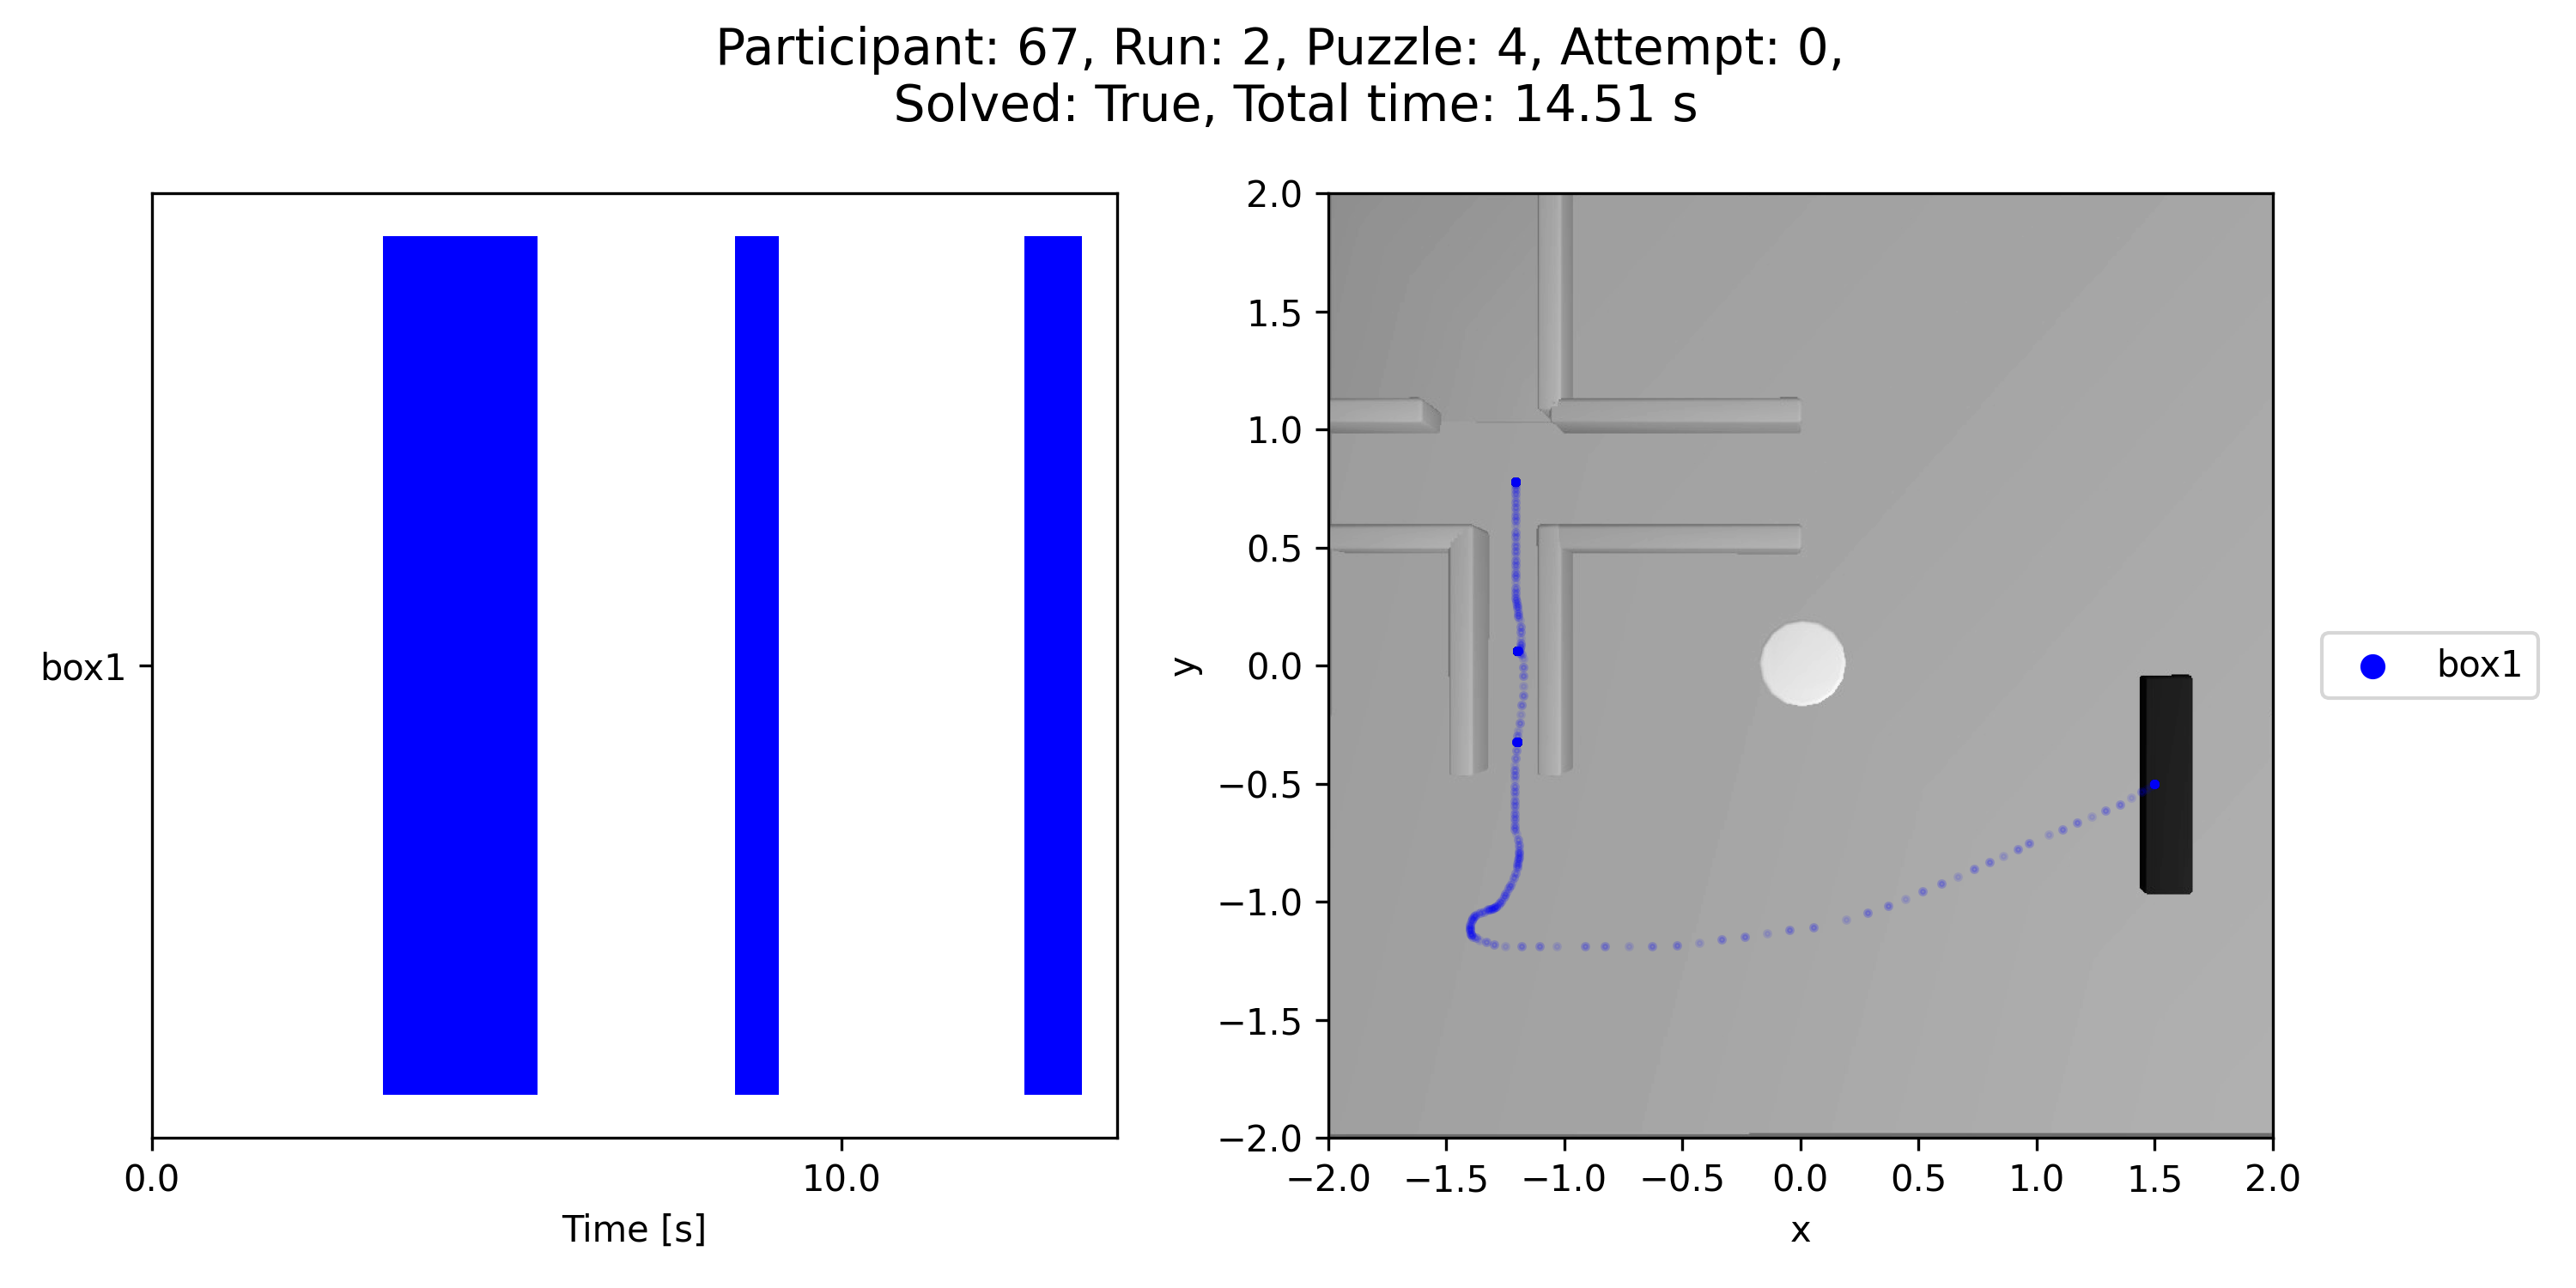 Participant: 67, Run: 2, Puzzle: 4, Attempt: 0,
Solved: True, Total time: 14.51 s
box1
0.0
10.0
Time [s]
2.0
1.5
1.0
0.5
0.0
−0.5
−1.0
−1.5
−2.0
y
−2.0 −1.5 −1.0 −0.5 0.0 0.5 1.0 1.5 2.0
x
box1